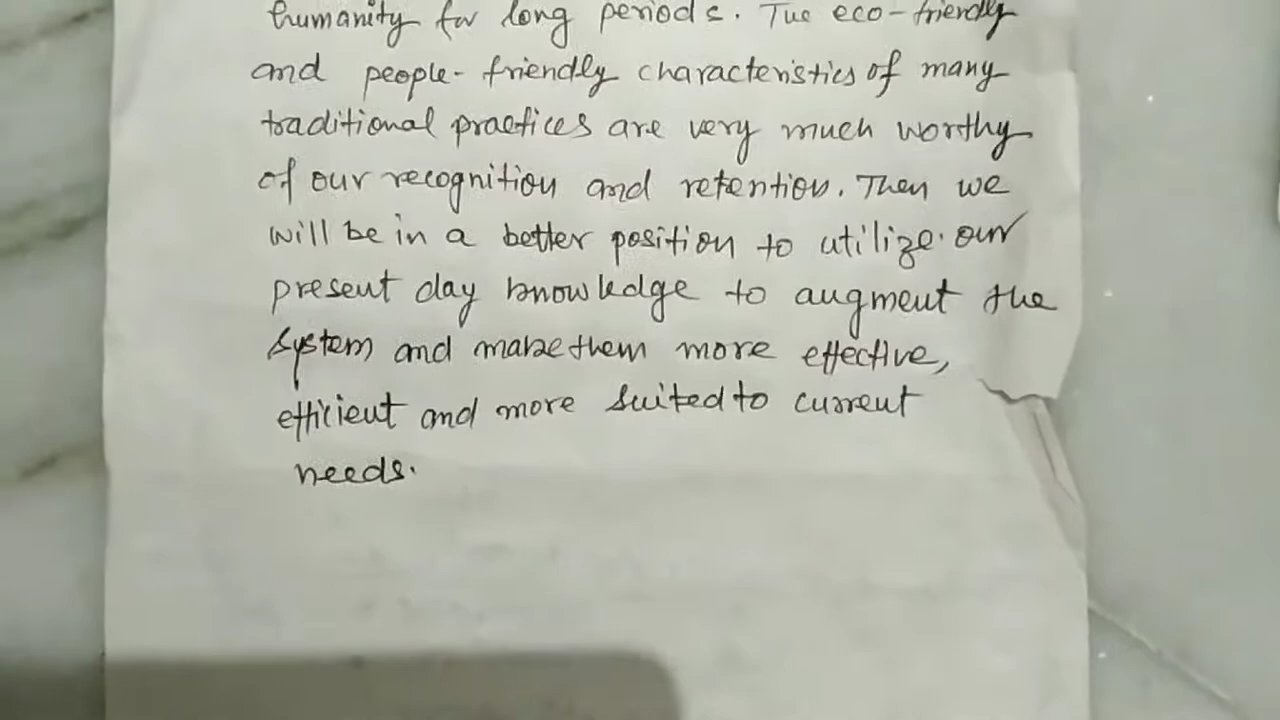 humanity for long periods. The eco-friendly
and people-friendly characteristics of many
traditional practices are very much worthy
of our recognition and retention. Then we
will be in a better position to utilize our
present day knowledge to augment the
system and make them more effective,
efficient and more suited to current
needs.